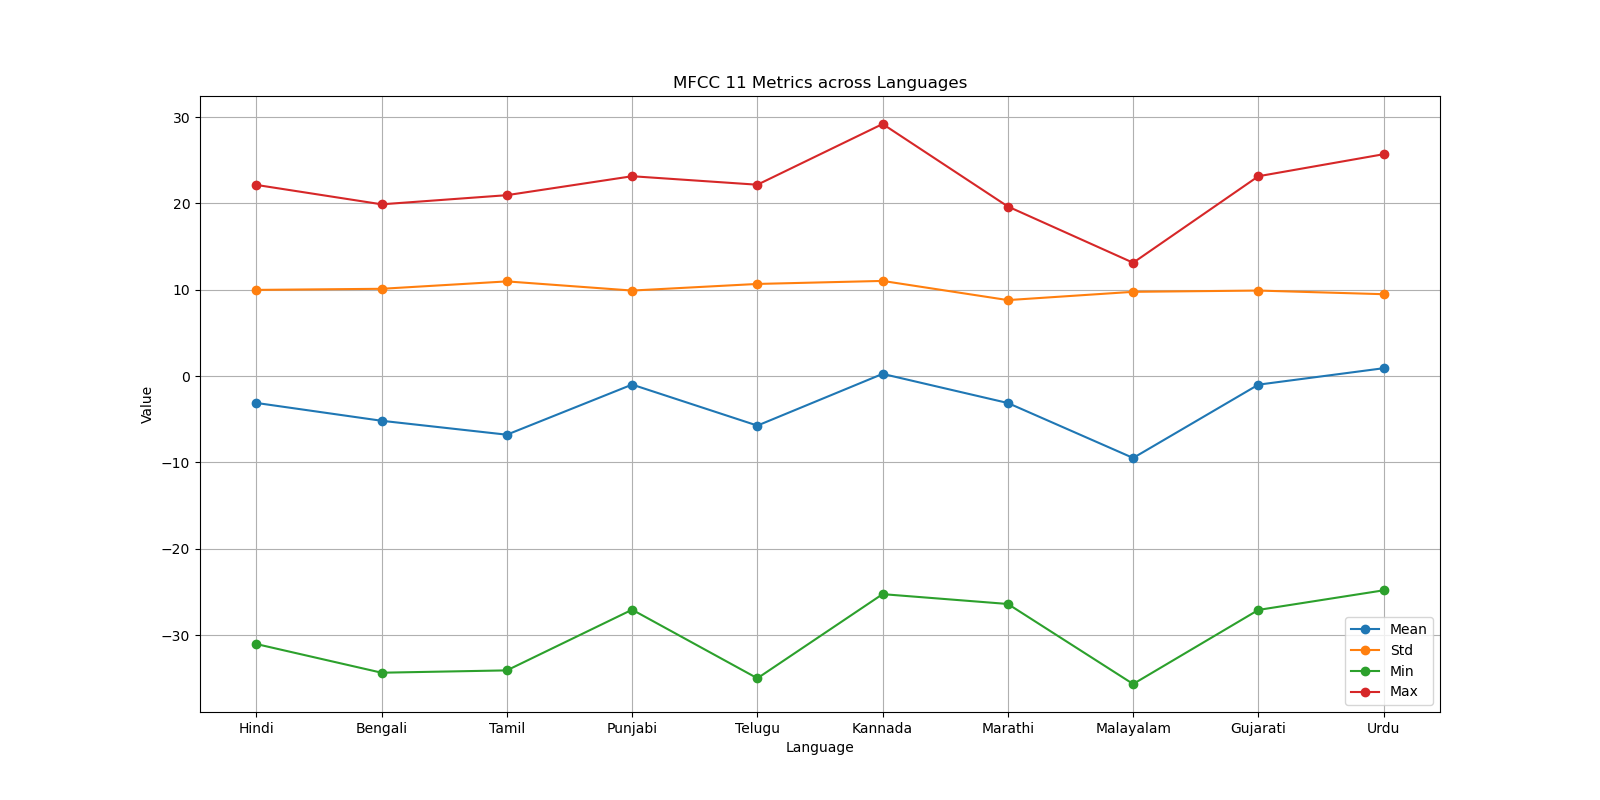 MFCC 11 Metrics across Languages
30
20
10
0
−10
−20
−30
Value
Hindi Bengali Tamil Punjabi Telugu Kannada Marathi Malayalam Gujarati Urdu
Language
Mean
Std
Min
Max